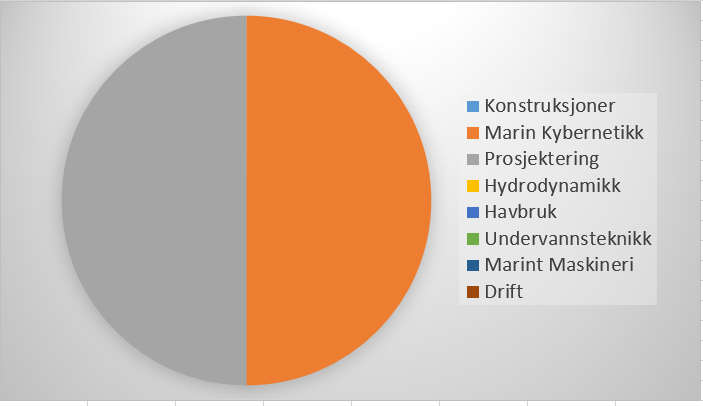 Konstruksjoner
Marin Kybernetikk
Prosjektering
Hydrodynamikk
Havbruk
Undervannsteknikk
Marint Maskineri
Drift